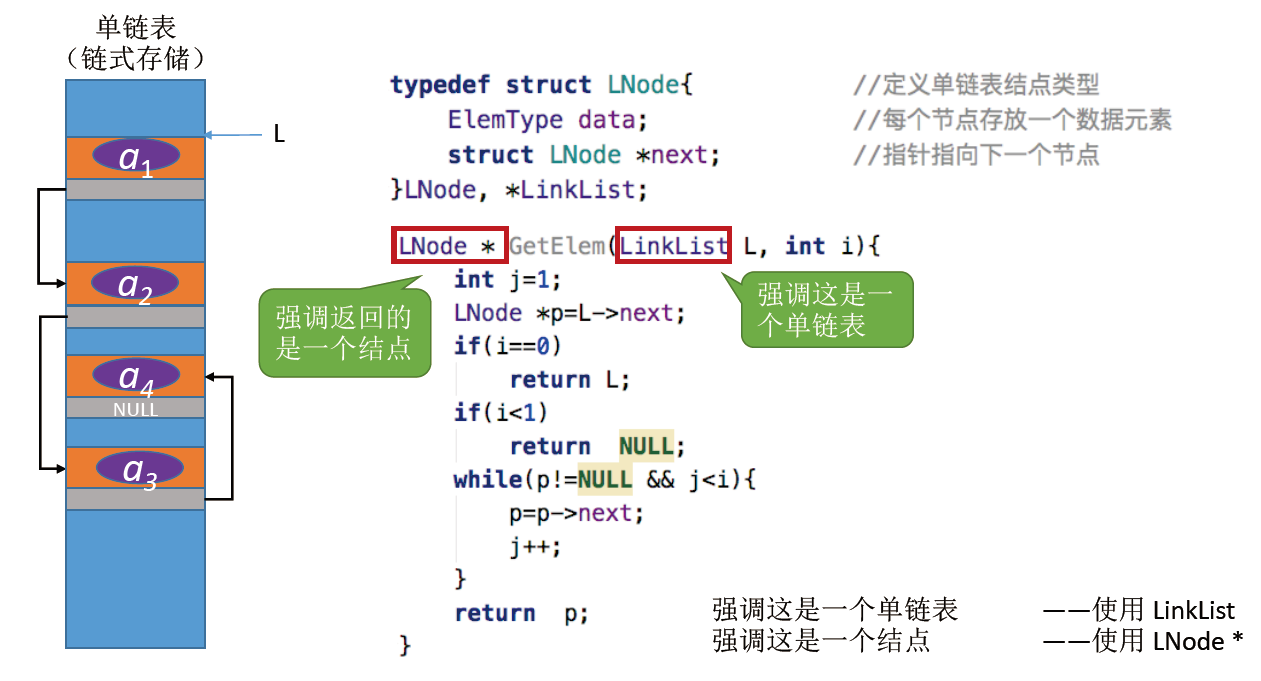 单链表
（链式存储）
L
a1
a2
a4
NULL
a3
typedef struct LNode{ //定义单链表结点类型
ElemType data; //每个节点存放一个数据元素
struct LNode *next; //指针指向下一个节点
}LNode, *LinkList;
LNode * GetElem(LinkList L, int i){
int j=1;
LNode *p=L->next;
if(i==0)
return L;
if(i<1)
return NULL;
while(p!=NULL && j<i){
p=p->next;
j++;
}
return p;
}
强调返回的
是一个结点
强调这是一
个单链表
强调这是一个单链表 ——使用 LinkList
强调这是一个结点 ——使用 LNode *